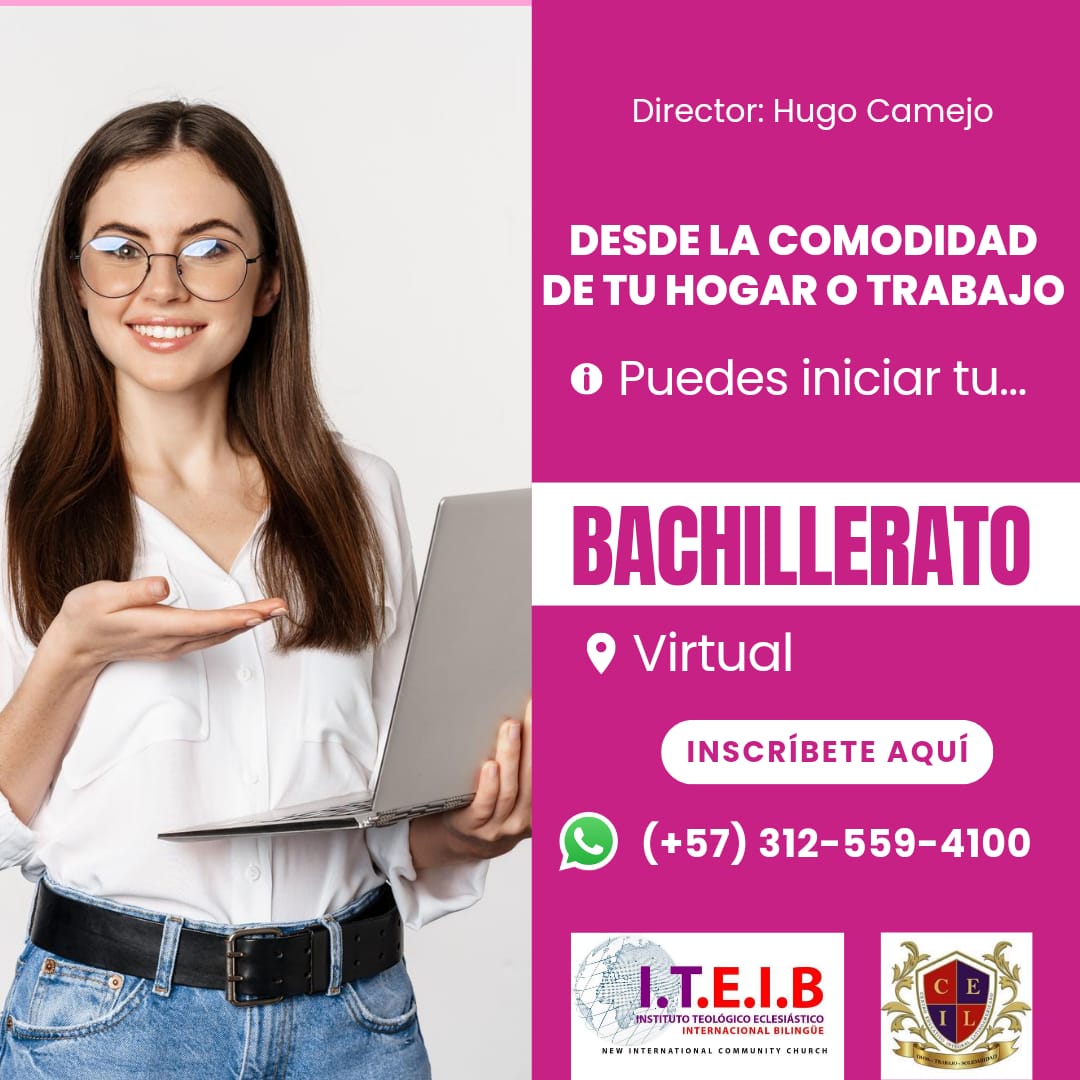 Director: Hugo Camejo
DESDE LA COMODIDAD
DE TU HOGAR O TRABAJO
Puedes iniciar tu...
BACHILLERATO
Virtual
INSCRÍBETE AQUÍ
(+57) 312-559-4100
I.T.E.I.B
INSTITUTO TEOLÓGICO ECLESIÁSTICO
INTERNACIONAL BILINGÜE
NEW INTERNATIONAL COMMUNITY CHURCH
C E
I L